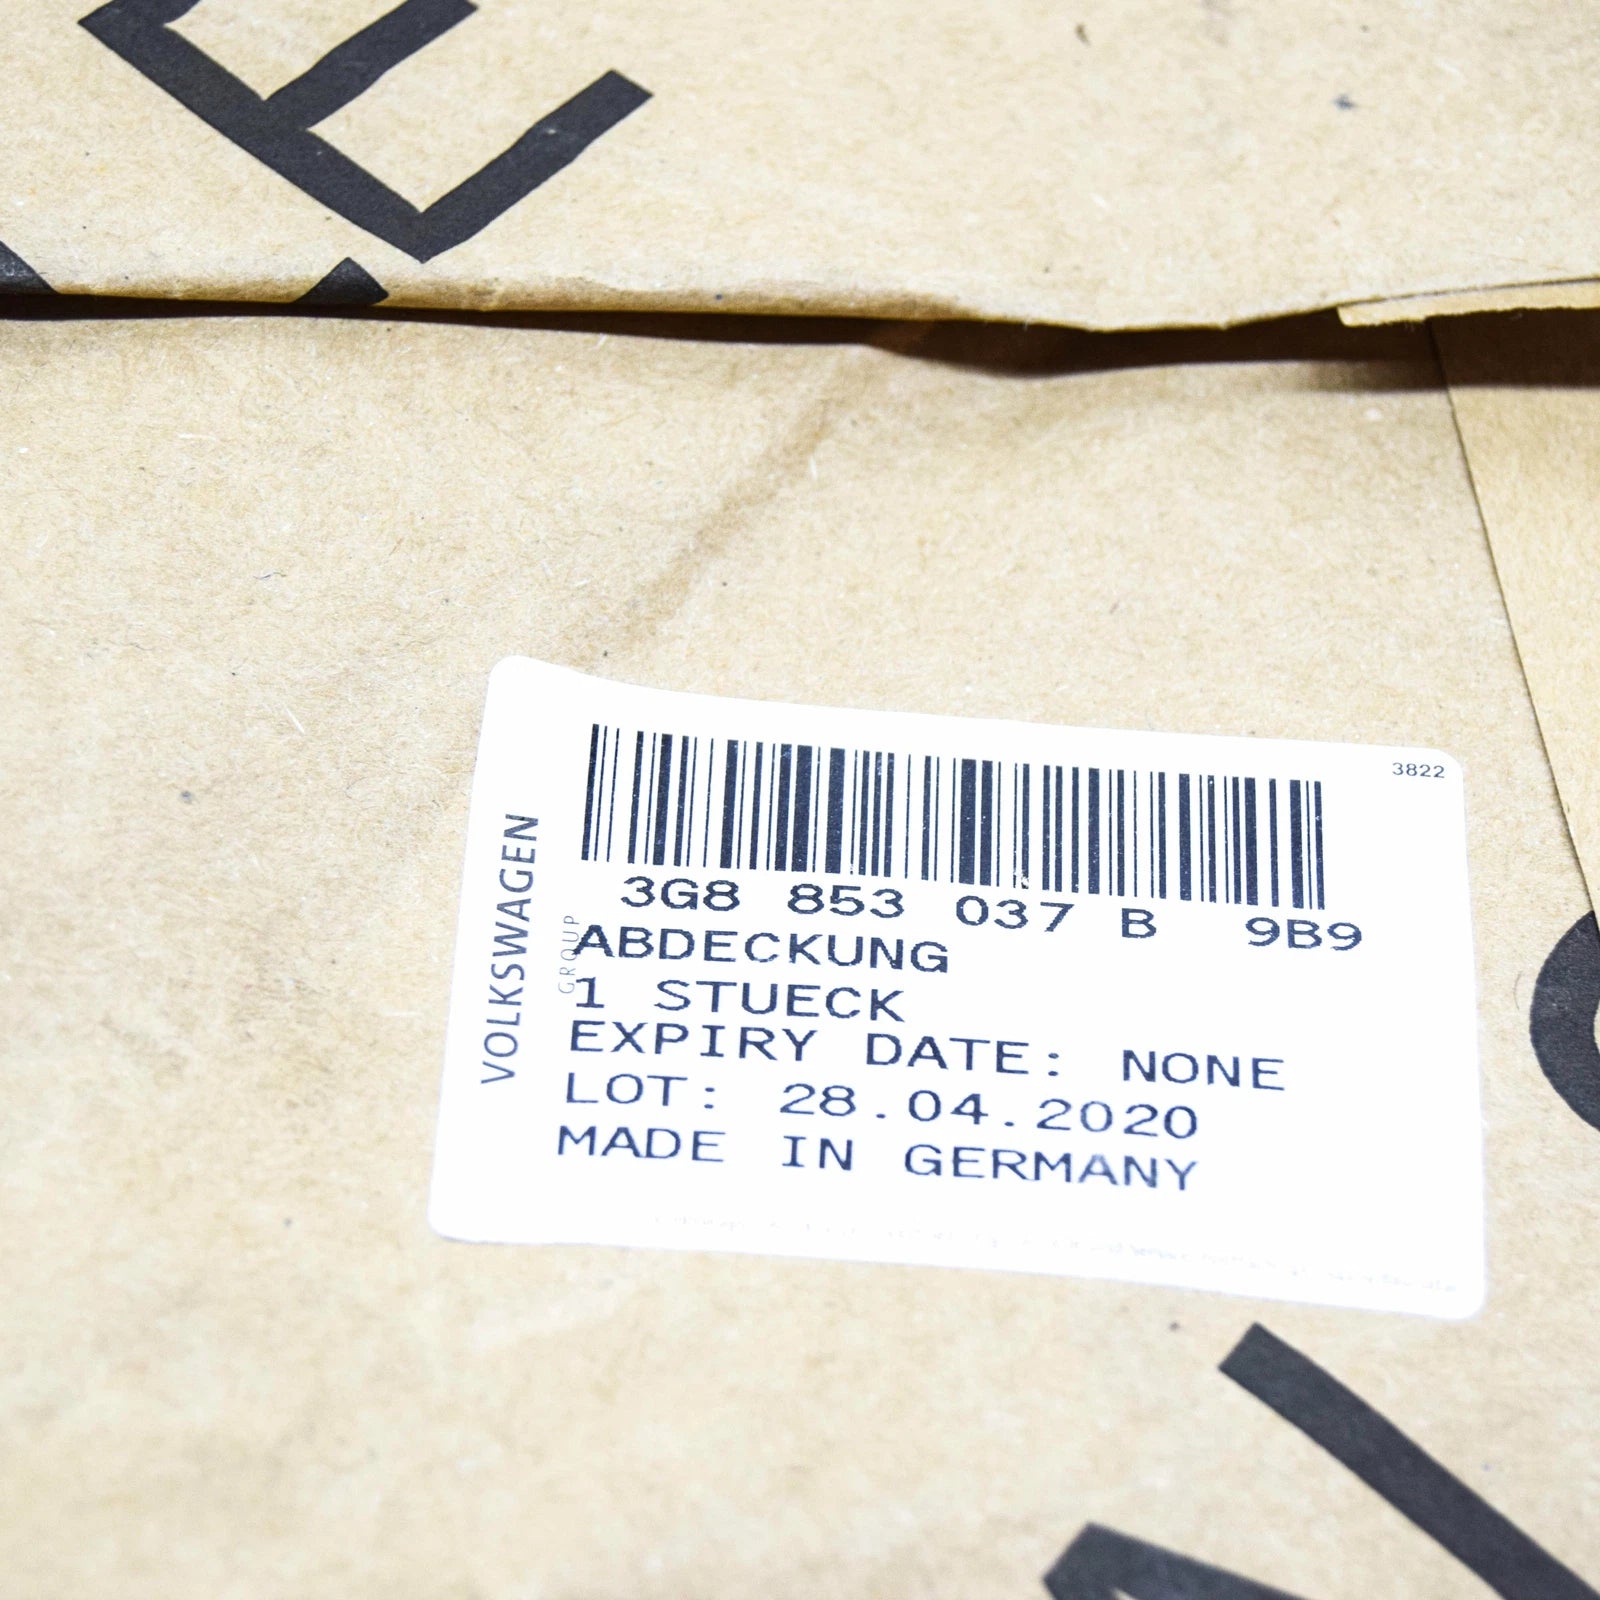 E
3822
VOLKSWAGEN
GROUP
3G8 853 037 B 9B9
ABDECKUNG
1 STUECK
EXPIRY DATE: NONE
LOT: 28.04.2020
MADE IN GERMANY